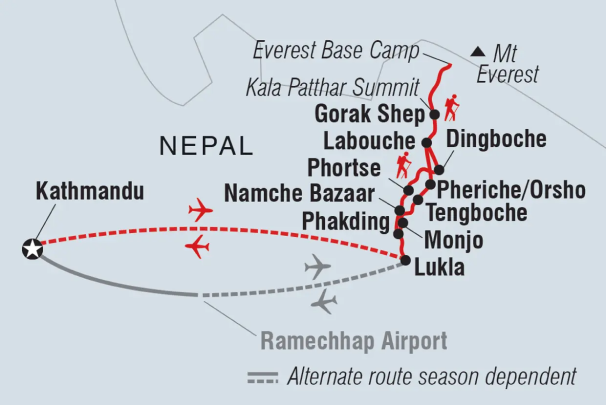 Everest Base Camp
Mt
Everest
Kala Patthar Summit
Gorak Shep
Labouche
Dingboche
NEPAL
Phortse
Kathmandu
Namche Bazaar
Pheriche/Orsho
Tengboche
Phakding
Monjo
Lukla
Ramechhap Airport
Alternate route season dependent